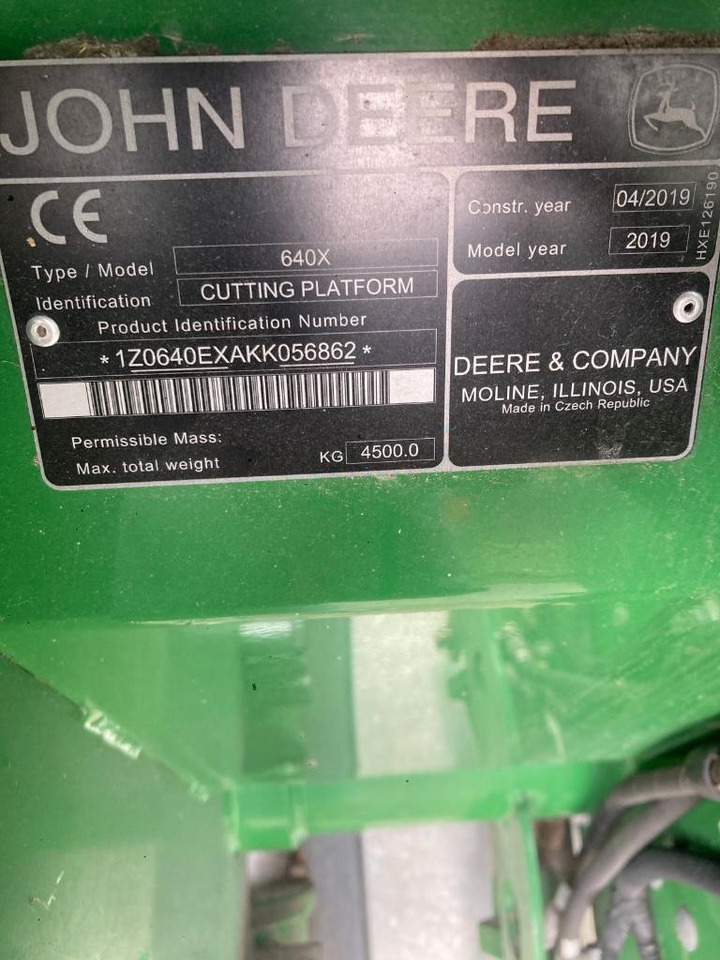 JOHN DEERE
CE
Type / Model 640X
Identification CUTTING PLATFORM
Product Identification Number
*1Z0640EXAKK056862*
Permissible Mass:
Max. total weight KG 4500.0
Constr. year 04/2019
Model year 2019
HXE126190
DEERE & COMPANY
MOLINE, ILLINOIS, USA
Made in Czech Republic